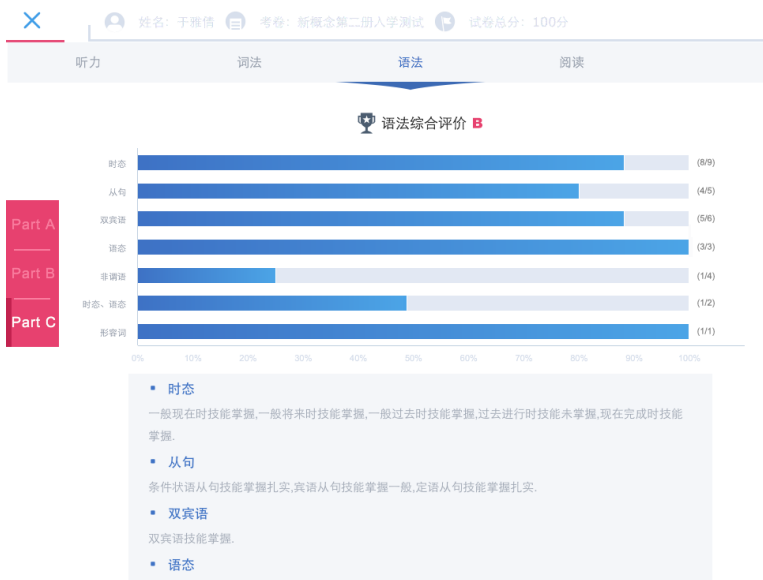 姓名：于雅倩 考卷：新概念第二册入学测试 试卷总分：100分
听力 词法 语法 阅读
语法综合评价 B
时态 (8/9)
从句 (4/5)
双宾语 (5/6)
语态 (3/3)
非谓语 (1/4)
时态、语态 (1/2)
形容词 (1/1)
0% 10% 20% 30% 40% 50% 60% 70% 80% 90% 100%
Part A
Part B
Part C
时态
一般现在时技能掌握,一般将来时技能掌握,一般过去时技能掌握,过去进行时技能未掌握,现在完成时技能
掌握.
从句
条件状语从句技能掌握扎实,宾语从句技能掌握一般,定语从句技能掌握扎实.
双宾语
双宾语技能掌握.
语态